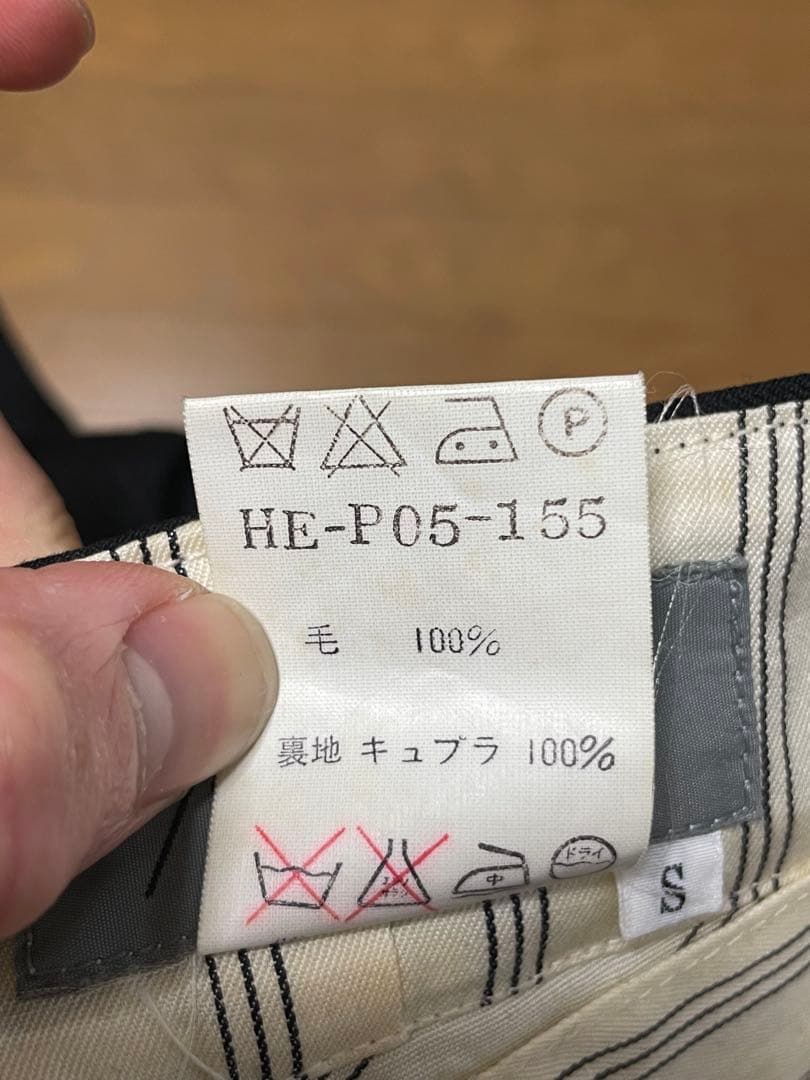 P
HE-P05-155
毛 100%
裏地 キュプラ 100%
中 ドライ
S